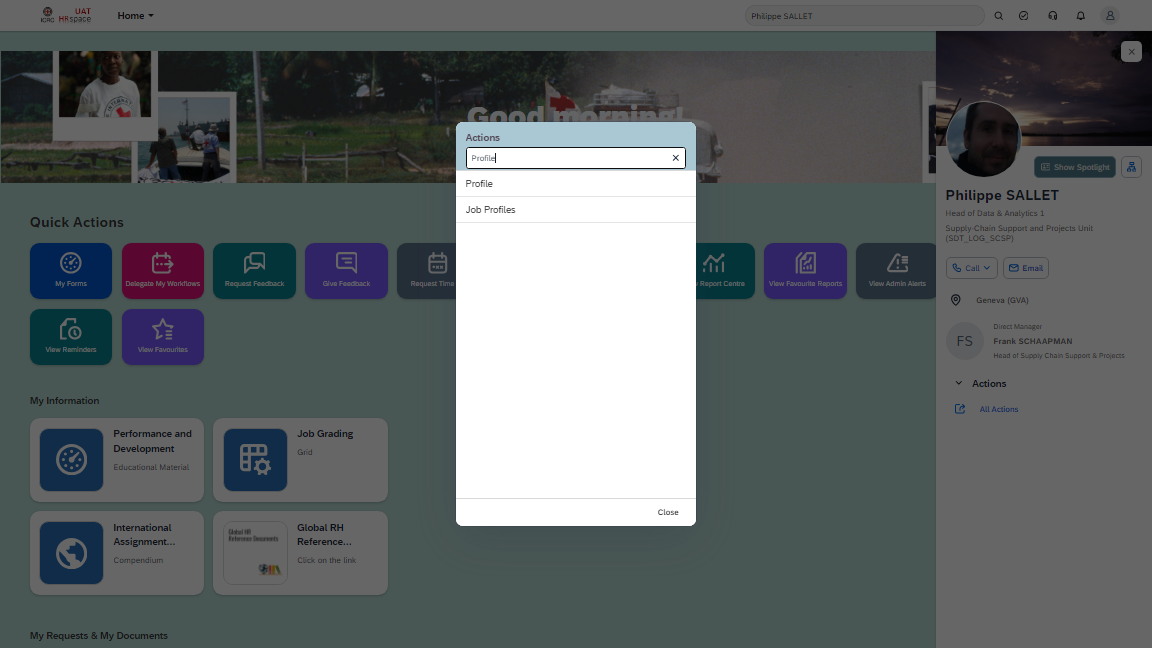 ICRC
UAT
HRspace
Home
Philippe SALLET
Good morning!
Actions
Profile
Profile
Job Profiles
Close
Quick Actions
My Forms
Delegate My Workflows
Request Feedback
Give Feedback
Request Time
Report Centre
View Favourite Reports
View Admin Alerts
View Reminders
View Favourites
My Information
Performance and
Development
Educational Material
Job Grading
Grid
International
Assignment...
Compendium
Global HR
Reference Documents
Global RH
Reference...
Click on the link
My Requests & My Documents
Show Spotlight
Philippe SALLET
Head of Data & Analytics 1
Supply Chain Support and Projects Unit
(SDT_LOG_SCSP)
Call
Email
Geneva (GVA)
FS
Direct Manager
Frank SCHAAPMAN
Head of Supply Chain Support & Projects
Actions
All Actions